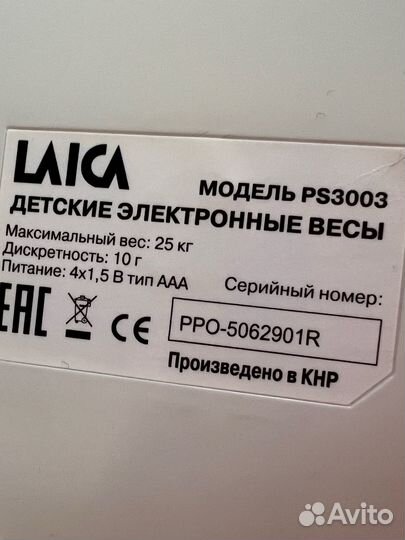 LAICA
МОДЕЛЬ PS3003
ДЕТСКИЕ ЭЛЕКТРОННЫЕ ВЕСЫ
Максимальный вес: 25 кг
Дискретность: 10 г
Питание: 4x1,5 В тип ААА
Серийный номер:
EAC
CE
PPO-5062901R
Произведено в КНР
Avito